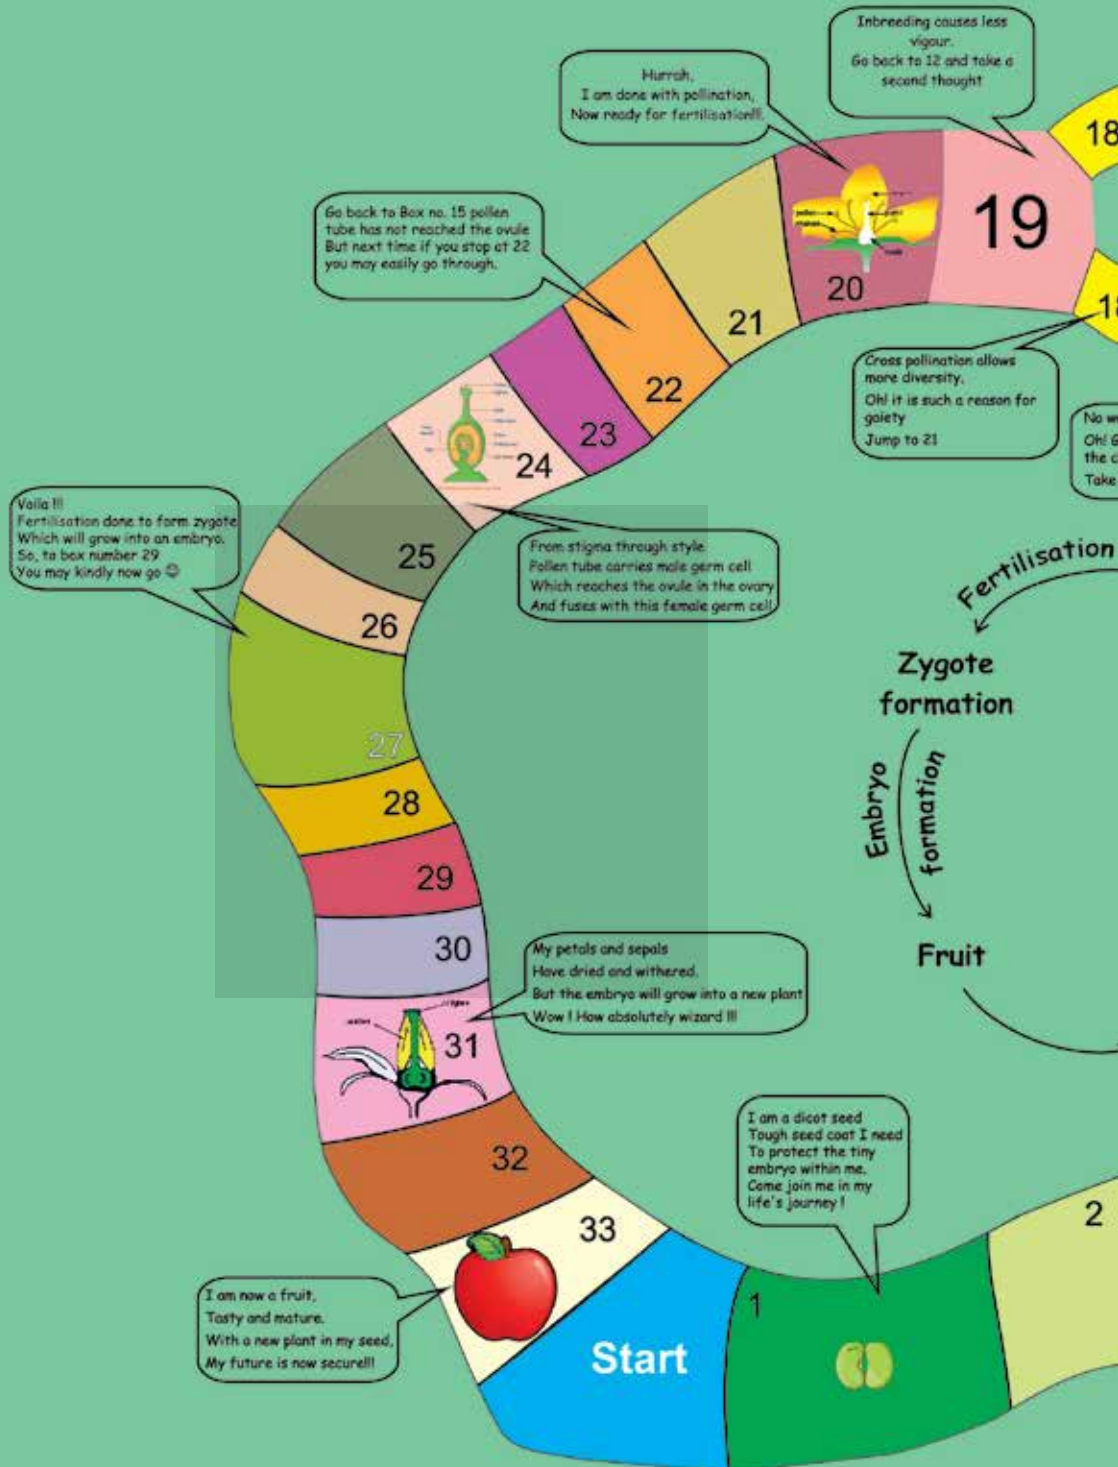 Inbreeding causes less
vigour.
Go back to 12 and take a
second thought
Hurrah,
I am done with pollination,
Now ready for fertilisation!!!.
18
19
20
21
22
23
24
25
26
27
28
29
30
31
32
33
Start
1
2
Go back to Box no. 15 pollen
tube has not reached the ovule
But next time if you stop at 22
you may easily go through.
Cross pollination allows
more diversity.
Oh! it is such a reason for
gaiety
Jump to 21
18
No
Oh!
the
Take
Voila !!!
Fertilisation done to form zygote
Which will grow into an embryo.
So, to box number 29
You may kindly now go ☺
From stigma through style
Pollen tube carries male germ cell
Which reaches the ovule in the ovary
And fuses with this female germ cell
Fertilisation
Zygote
formation
Embryo
formation
Fruit
My petals and sepals
Have dried and withered.
But the embryo will grow into a new plant
Wow ! How absolutely wizard !!!
I am a dicot seed
Tough seed coat I need
To protect the tiny
embryo within me.
Come join me in my
life's journey !
I am now a fruit,
Tasty and mature.
With a new plant in my seed,
My future is now secure!!!